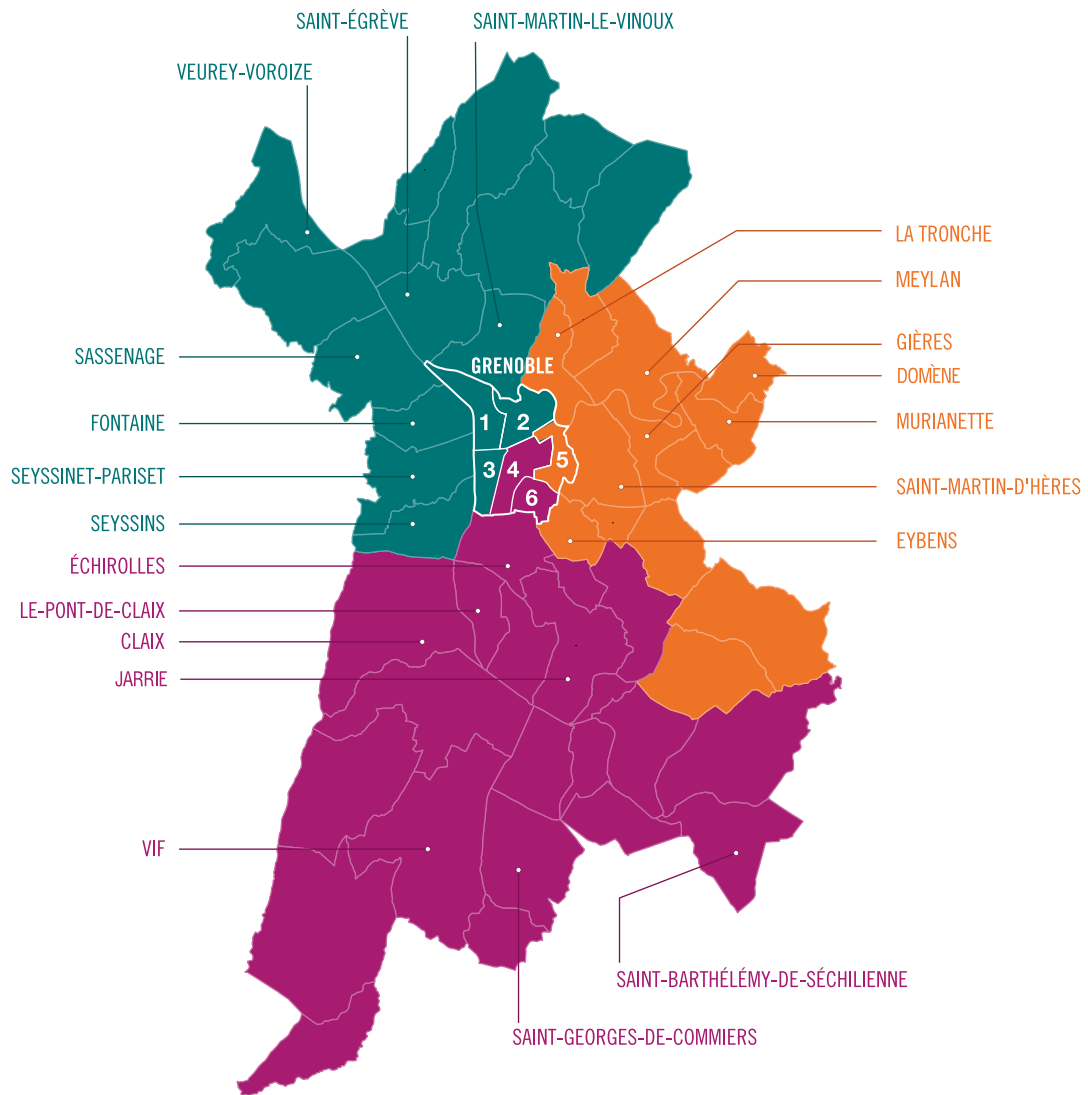 SAINT-ÉGRÈVE
SAINT-MARTIN-LE-VINOUX
VEUREY-VOROIZE
LA TRONCHE
MEYLAN
GIÈRES
SASSENAGE
GRENOBLE
DOMÈNE
FONTAINE
1
2
MURIANETTE
3
4
5
SEYSSINET-PARISET
6
SAINT-MARTIN-D'HÈRES
SEYSSINS
EYBENS
ÉCHIROLLES
LE-PONT-DE-CLAIX
CLAIX
JARRIE
VIF
SAINT-BARTHÉLÉMY-DE-SÉCHILIENNE
SAINT-GEORGES-DE-COMMIERS